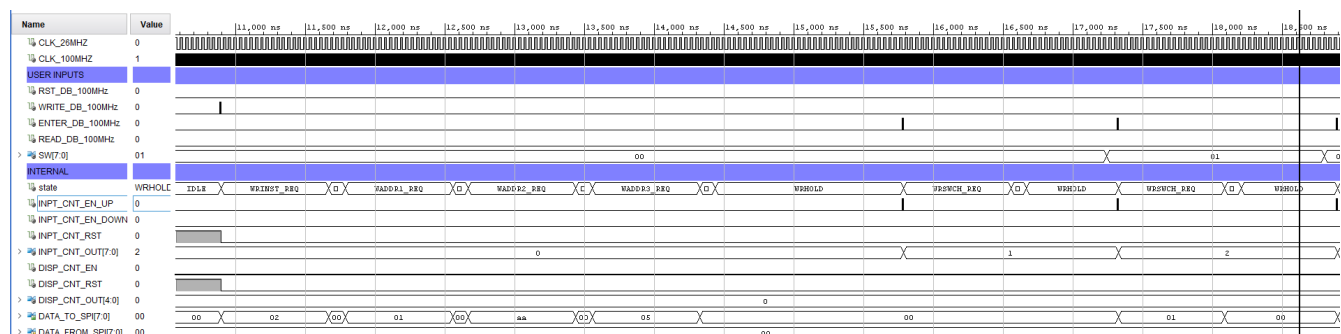 Name Value 11,000 ns 11,500 ns 12,000 ns 12,500 ns 13,000 ns 13,500 ns 14,000 ns 14,500 ns 15,000 ns 15,500 ns 16,000 ns 16,500 ns 17,000 ns 17,500 ns 18,000 ns
CLK_26MHZ 0
CLK_100MHZ 1
USER INPUTS
RST_DB_100MHz 0
WRITE_DB_100MHz 0
ENTER_DB_100MHz 0
READ_DB_100MHz 0
SW[7:0] 01 00 01
INTERNAL
state WRHOLD IDLE WRINST_REQ WADDR1_REQ WADDR2_REQ WADDR3_REQ WRHOLD WRSWCH_REQ WRHOLD WRSWCH_REQ WRHOLD
INPT_CNT_EN_UP 0
INPT_CNT_EN_DOWN 0
INPT_CNT_RST 0
INPT_CNT_OUT[7:0] 2 0 1 2
DISP_CNT_EN 0
DISP_CNT_RST 0
DISP_CNT_OUT[4:0] 0 0
DATA_TO_SPI[7:0] 00 00 02 00 01 00 aa 00 05 00 01 00
DATA_FROM_SPI[7:0] 00 00